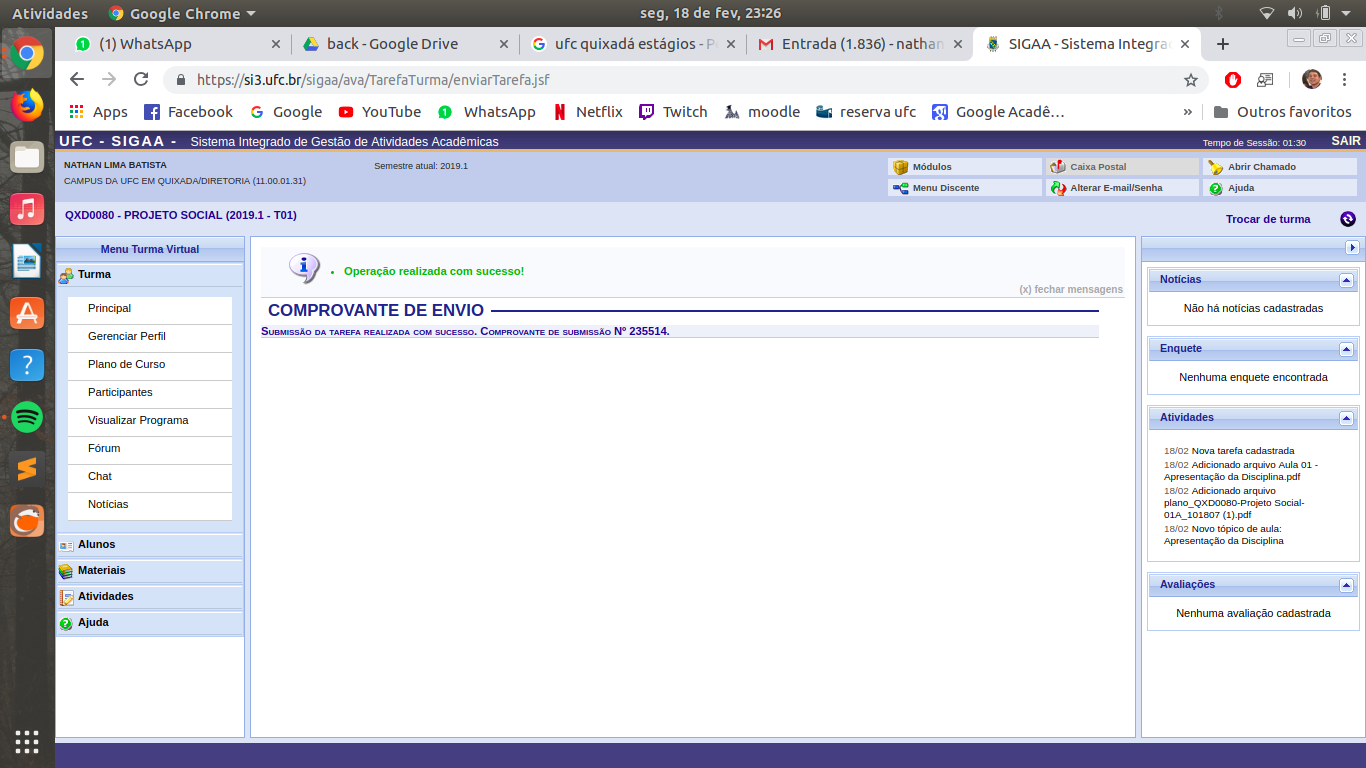 Atividades
Google Chrome
seg, 18 de fev, 23:26
(1) WhatsApp
back - Google Drive
ufc quixadá estágios - P
Entrada (1.836) - nathan
SIGAA - Sistema Integra
https://si3.ufc.br/sigaa/ava/TarefaTurma/enviarTarefa.jsf
Apps
Facebook
Google
YouTube
WhatsApp
Netflix
Twitch
moodle
reserva ufc
Google Acadê…
»
Outros favoritos
UFC - SIGAA - Sistema Integrado de Gestão de Atividades Acadêmicas
Tempo de Sessão: 01:30
SAIR
NATHAN LIMA BATISTA
Semestre atual: 2019.1
CAMPUS DA UFC EM QUIXADA/DIRETORIA (11.00.01.31)
Módulos
Caixa Postal
Abrir Chamado
Menu Discente
Alterar E-mail/Senha
Ajuda
QXD0080 - PROJETO SOCIAL (2019.1 - T01)
Trocar de turma
Menu Turma Virtual
Turma
Principal
Gerenciar Perfil
Plano de Curso
Participantes
Visualizar Programa
Fórum
Chat
Notícias
Alunos
Materiais
Atividades
Ajuda
• Operação realizada com sucesso!
(x) fechar mensagens
COMPROVANTE DE ENVIO
Submissão da tarefa realizada com sucesso. Comprovante de submissão Nº 235514.
Notícias
Não há notícias cadastradas
Enquete
Nenhuma enquete encontrada
Atividades
18/02 Nova tarefa cadastrada
18/02 Adicionado arquivo Aula 01 -
Apresentação da Disciplina.pdf
18/02 Adicionado arquivo
plano_QXD0080-Projeto Social-
01A_101807 (1).pdf
18/02 Novo tópico de aula:
Apresentação da Disciplina
Avaliações
Nenhuma avaliação cadastrada